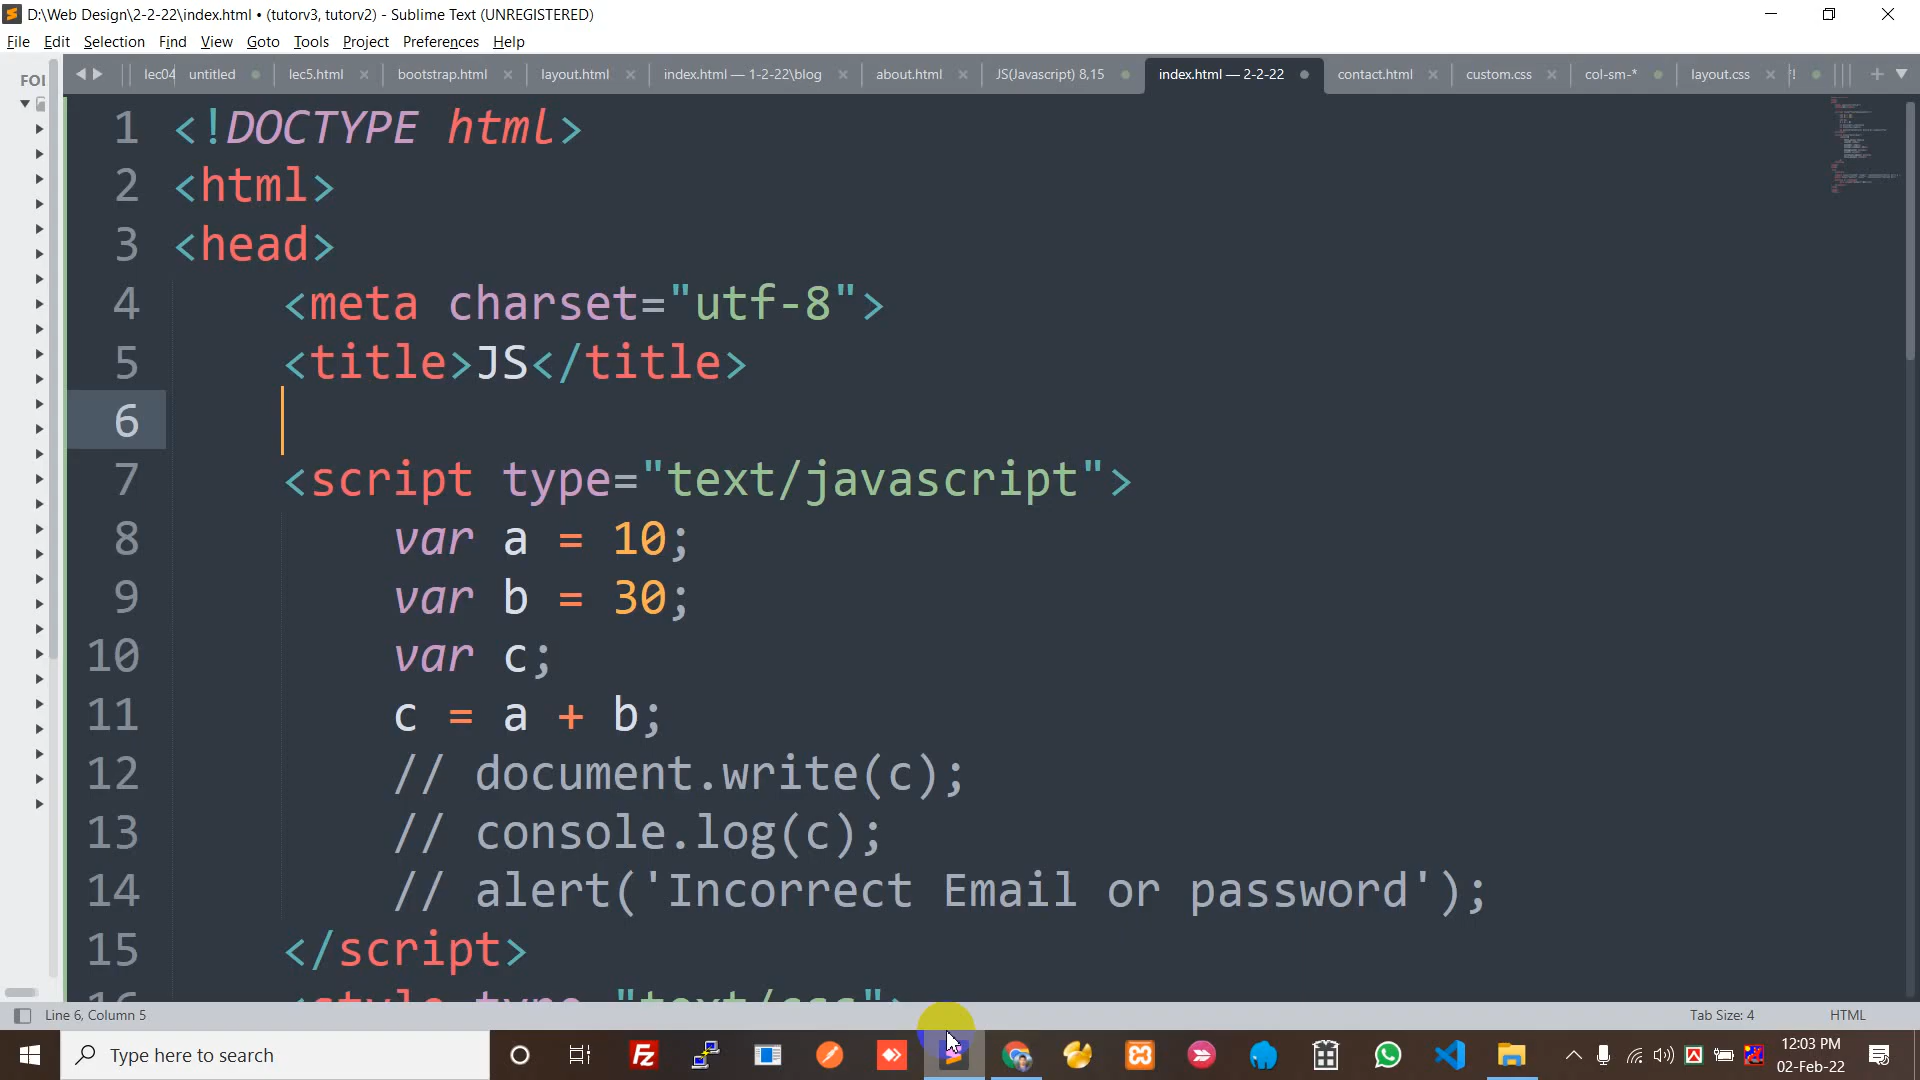 D:\Web Design\2-2-22\index.html • (tutorv3, tutorv2) - Sublime Text (UNREGISTERED)
File Edit Selection Find View Goto Tools Project Preferences Help
FOL
lec04 untitled lec5.html bootstrap.html layout.html index.html — 1-2-22\blog about.html JS(Javascript) 8,15 index.html — 2-2-22 contact.html custom.css col-sm-* layout.css
1 <!DOCTYPE html>
2 <html>
3 <head>
4 <meta charset="utf-8">
5 <title>JS</title>
6
7 <script type="text/javascript">
8 var a = 10;
9 var b = 30;
10 var c;
11 c = a + b;
12 // document.write(c);
13 // console.log(c);
14 // alert('Incorrect Email or password');
15 </script>
16 <style type="text/css">
Line 6, Column 5 Tab Size: 4 HTML
Type here to search
12:03 PM
02-Feb-22